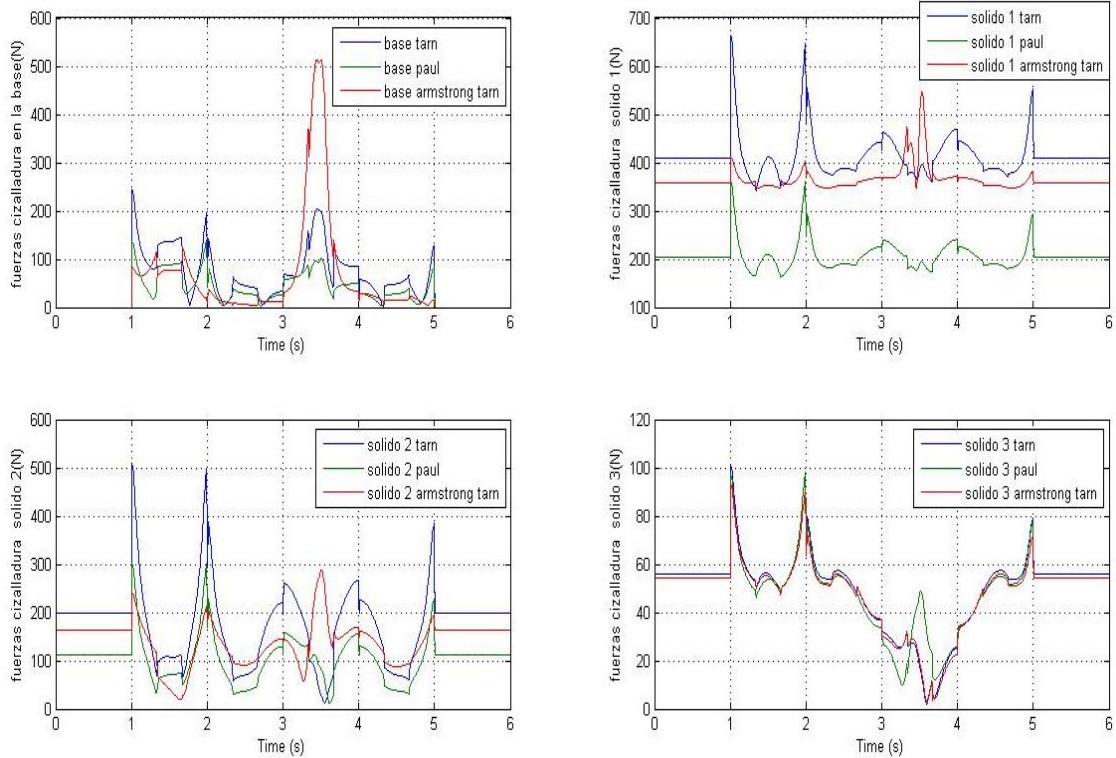 fuerzas cizalladura en la base(N)
600
500
400
300
200
100
0
base tarn
base paul
base armstrong tarn
0 1 2 3 4 5 6
Time (s)
fuerzas cizalladura solido 1(N)
700
600
500
400
300
200
100
solido 1 tarn
solido 1 paul
solido 1 armstrong tarn
0 1 2 3 4 5 6
Time (s)
fuerzas cizalladura solido 2(N)
600
500
400
300
200
100
0
solido 2 tarn
solido 2 paul
solido 2 armstrong tarn
0 1 2 3 4 5 6
Time (s)
fuerzas cizalladura solido 3(N)
120
100
80
60
40
20
0
solido 3 tarn
solido 3 paul
solido 3 armstrong tarn
0 1 2 3 4 5 6
Time (s)